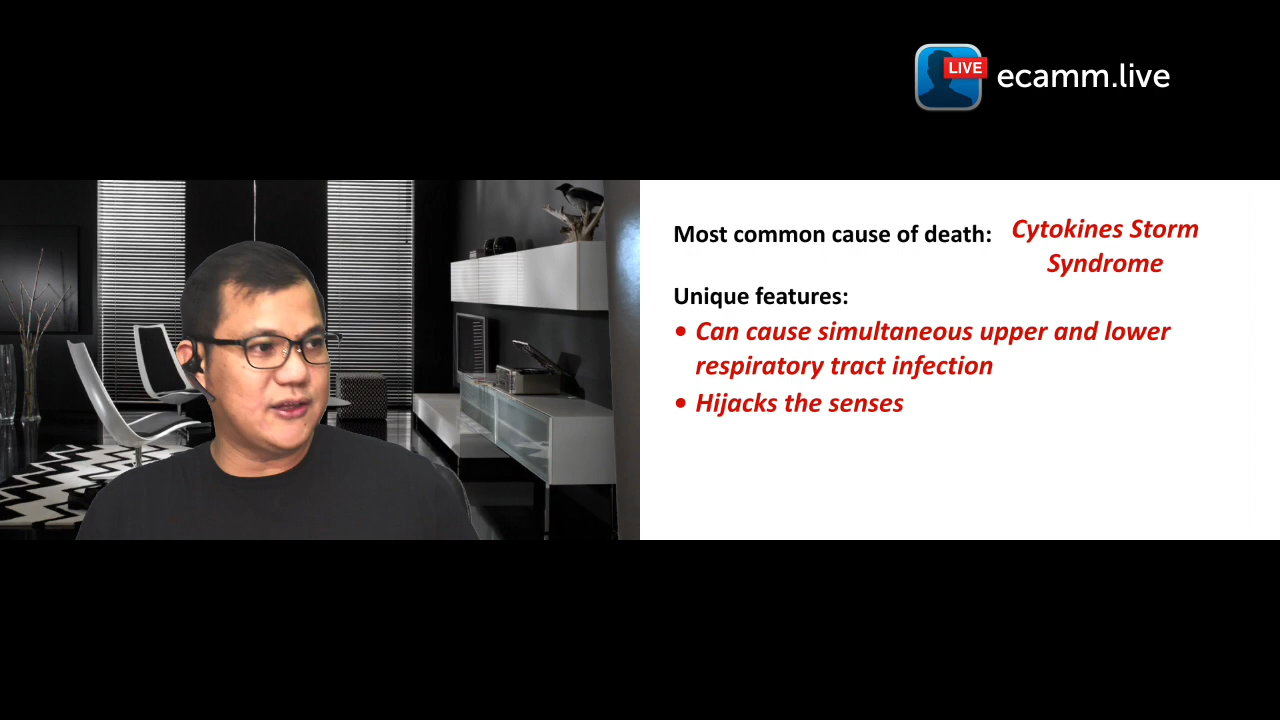 LIVE
ecamm.live
Most common cause of death:
Cytokines Storm
Syndrome
Unique features:
• Can cause simultaneous upper and lower
respiratory tract infection
• Hijacks the senses